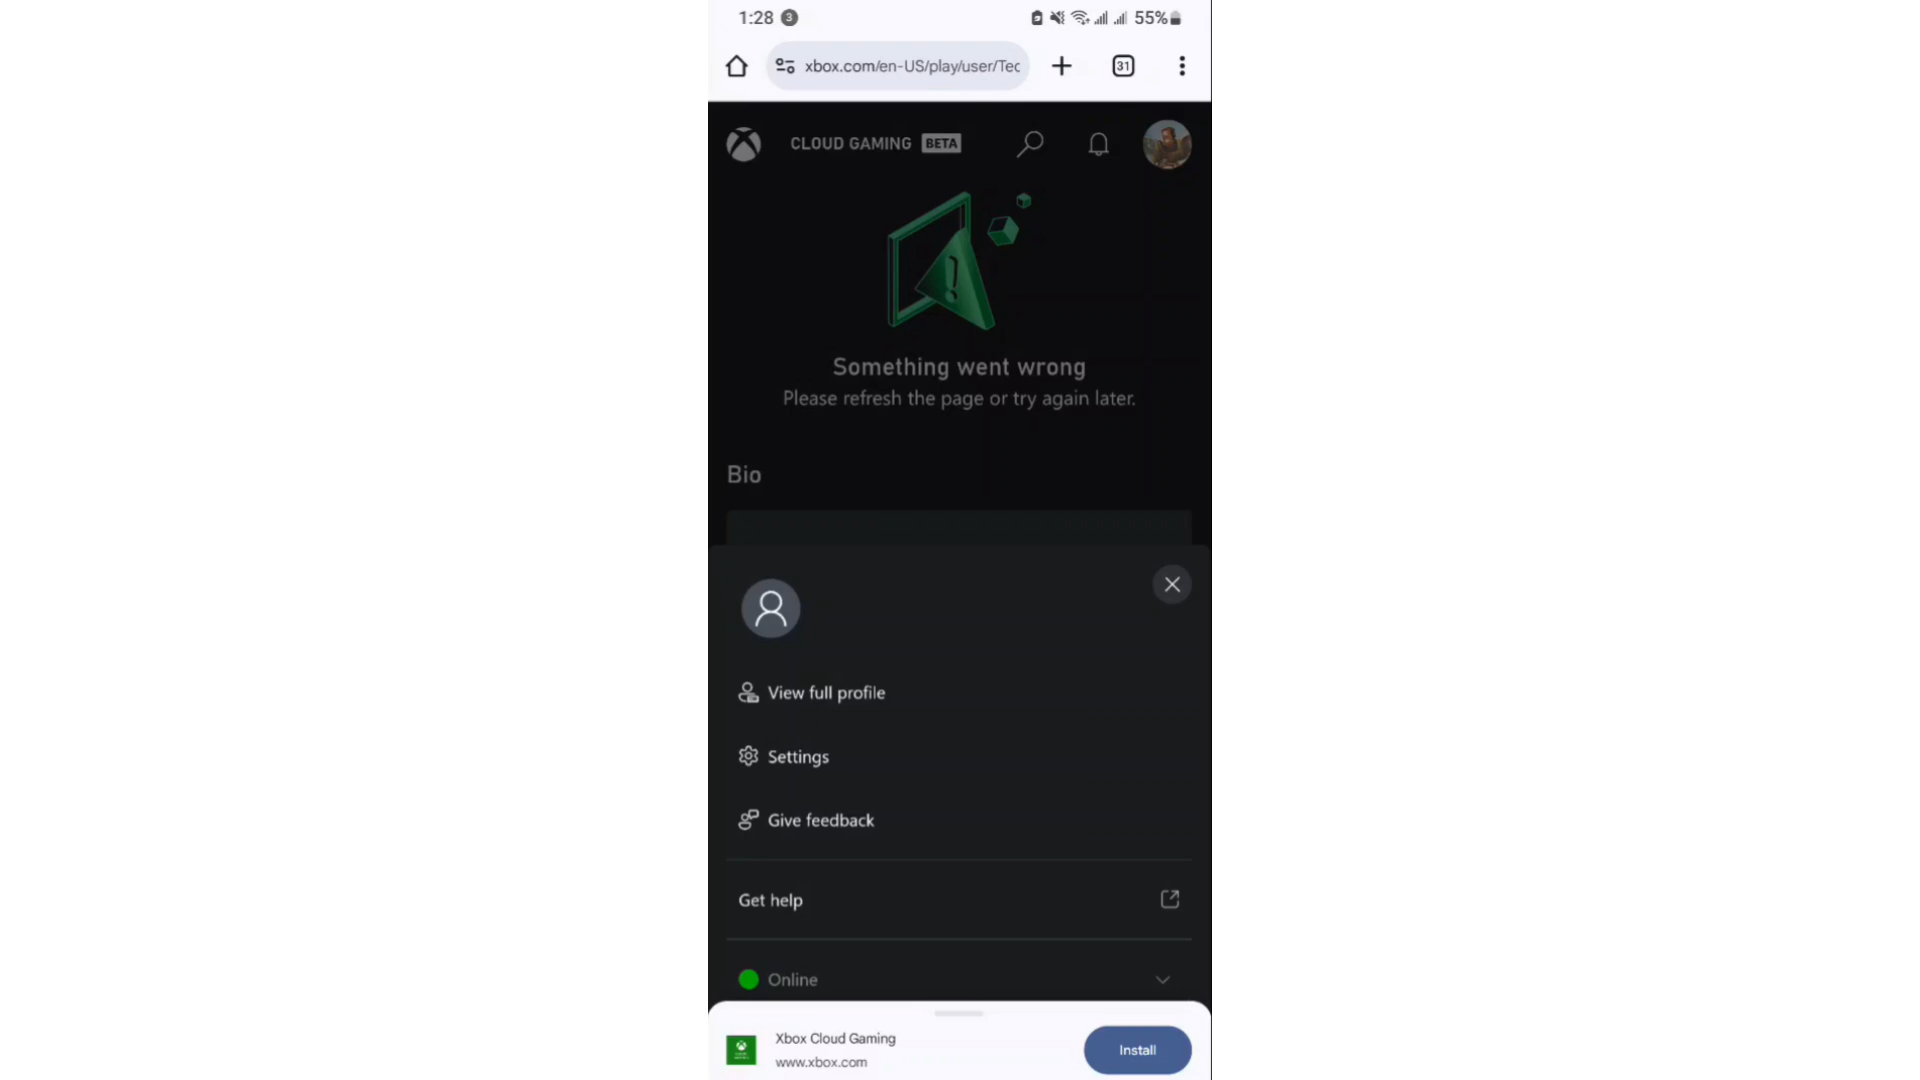 1:28 3 55%
xbox.com/en-US/play/user/Tec 31
CLOUD GAMING BETA
Something went wrong
Please refresh the page or try again later.
Bio
View full profile
Settings
Give feedback
Get help
Online
Xbox Cloud Gaming
www.xbox.com
Install